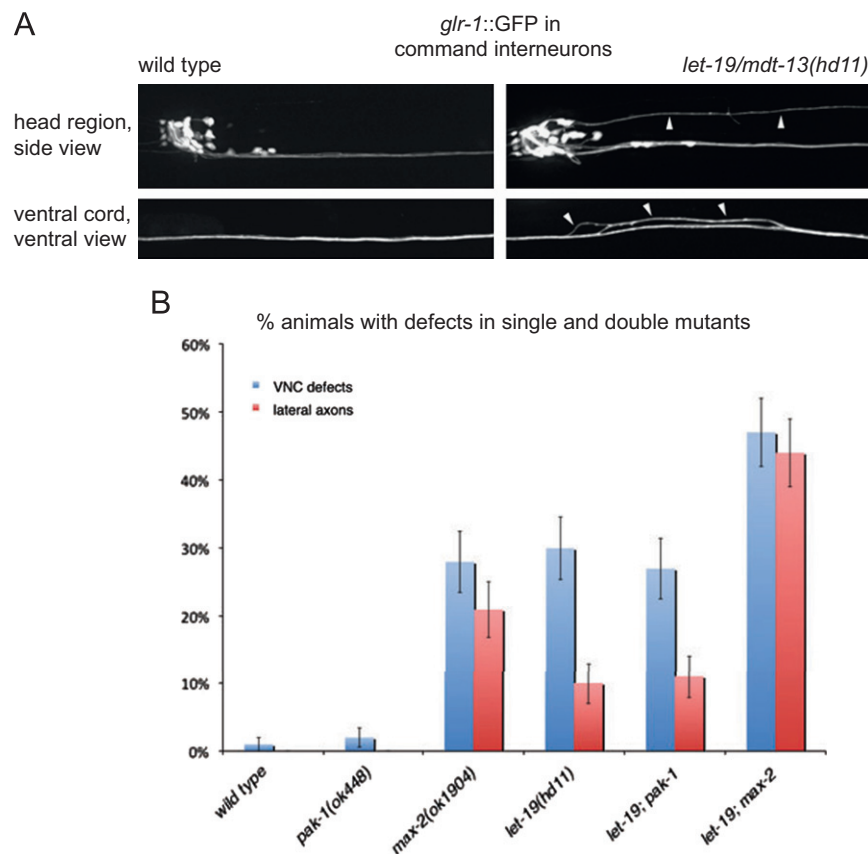 A
glr-1::GFP in
command interneurons
wild type
let-19/mdt-13(hd11)
head region,
side view
ventral cord,
ventral view
B
% animals with defects in single and double mutants
60%
50%
40%
30%
20%
10%
0%
VNC defects
lateral axons
wild type
pak-1(ok448)
max-2(ok1904)
let-19(hd11)
let-19; pak-1
let-19; max-2